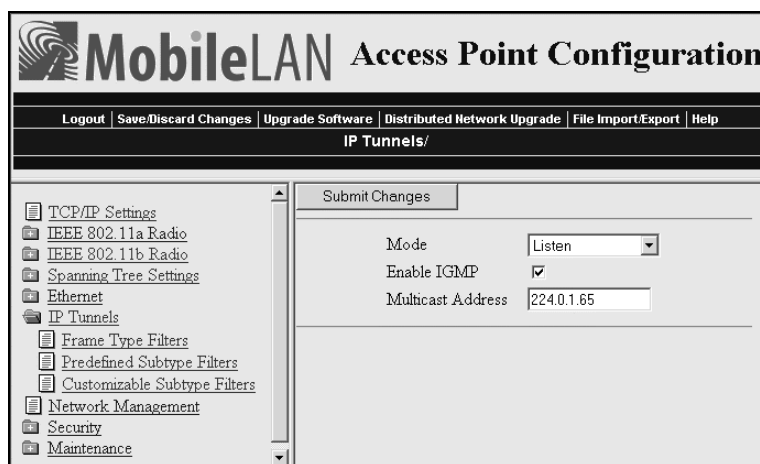 MobileLAN Access Point Configuration
Logout | Save/Discard Changes | Upgrade Software | Distributed Network Upgrade | File Import/Export | Help
IP Tunnels/
TCP/IP Settings
IEEE 802.11a Radio
IEEE 802.11b Radio
Spanning Tree Settings
Ethernet
IP Tunnels
Frame Type Filters
Predefined Subtype Filters
Customizable Subtype Filters
Network Management
Security
Maintenance
Submit Changes
Mode Listen
Enable IGMP
Multicast Address 224.0.1.65